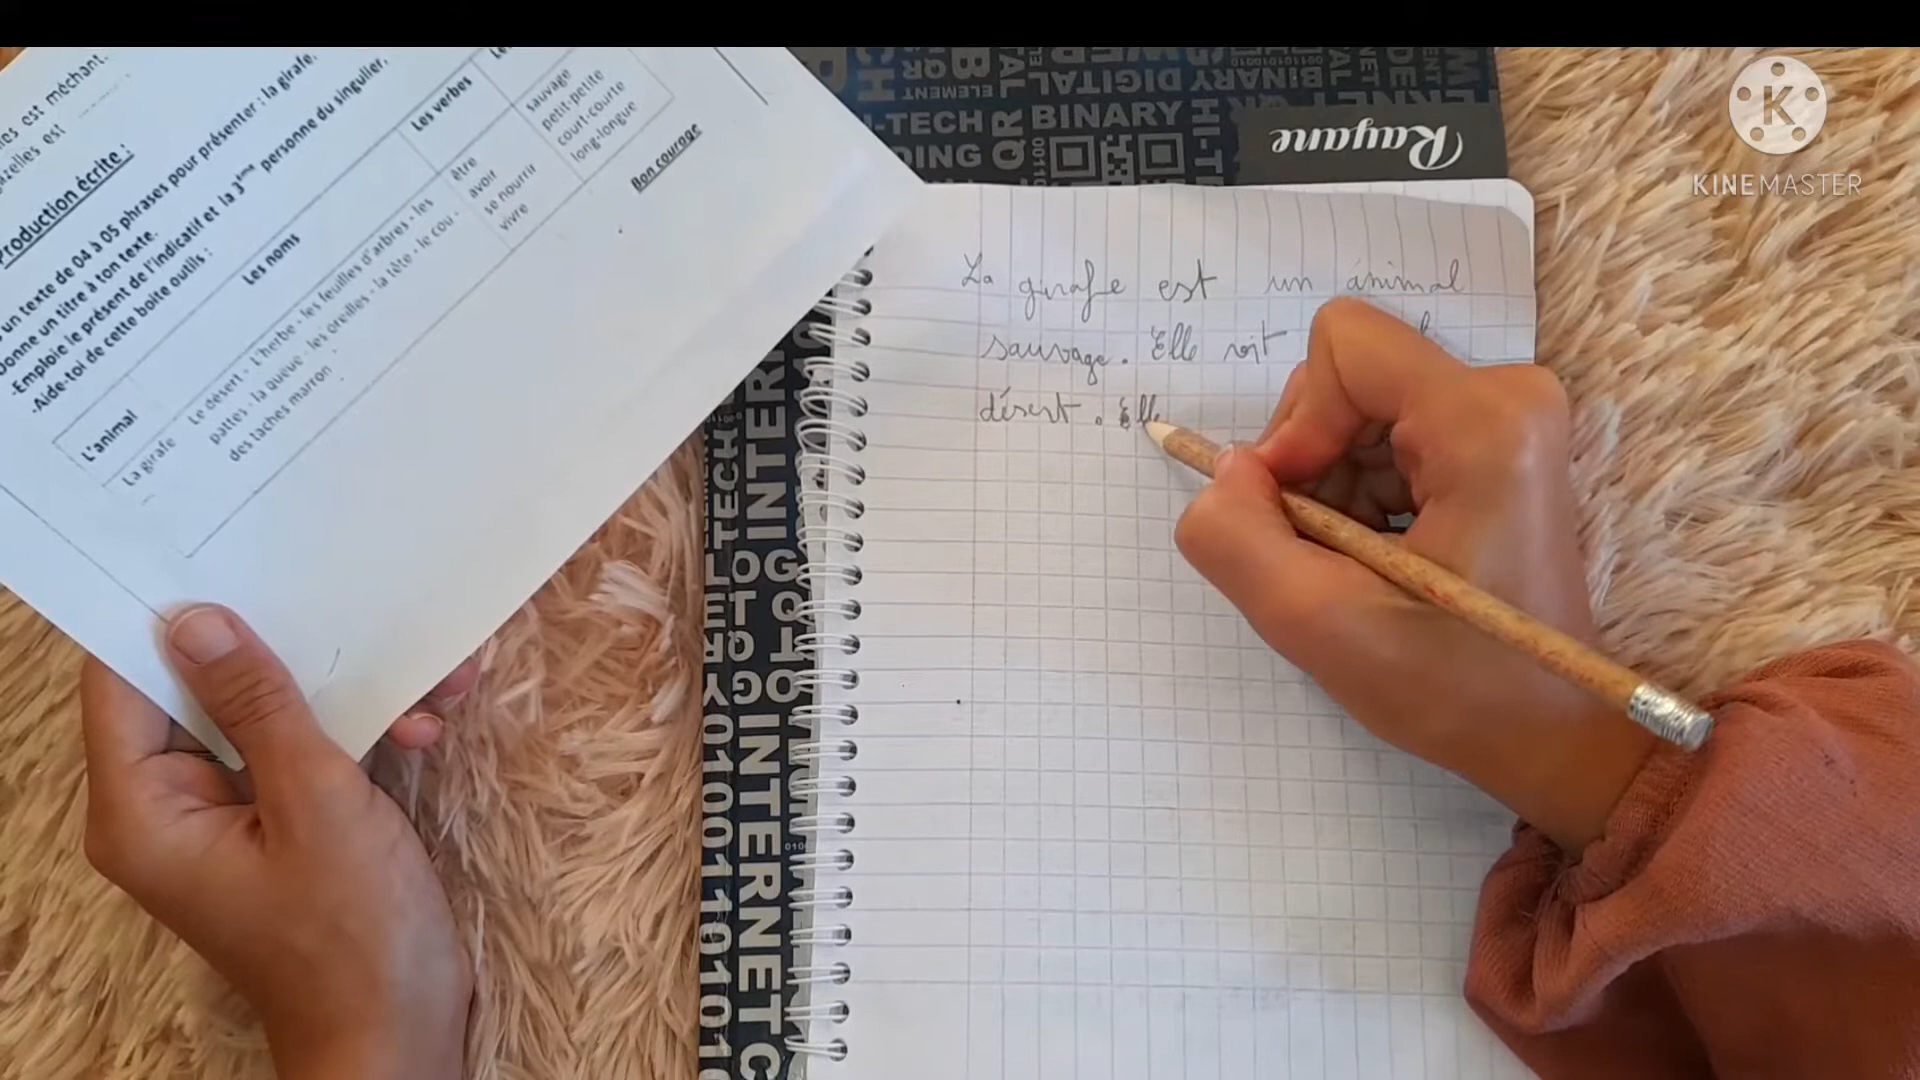 les est méchant.
azelles est ..........
Production écrite :
un texte de 04 à 05 phrases pour présenter : la girafe.
Donne un titre à ton texte.
-Emploie le présent de l'indicatif et la 3ème personne du singulier.
-Aide-toi de cette boite outils :
L'animal
Les noms
Les verbes
La girafe
Le désert - L'herbe - les feuilles d'arbres - les
pattes - la queue - les oreilles - la tête - le cou -
des taches marron
être
avoir
se nourrir
vivre
sauvage
petit-petite
court-courte
long-longue
Bon courage
KINEMASTER
Rayane
La girafe est un animal
sauvage. Elle vit
désert. Elle
H-TECH
BINARY
BINARY DIGITAL
ELEMENT
QR
INTERNET